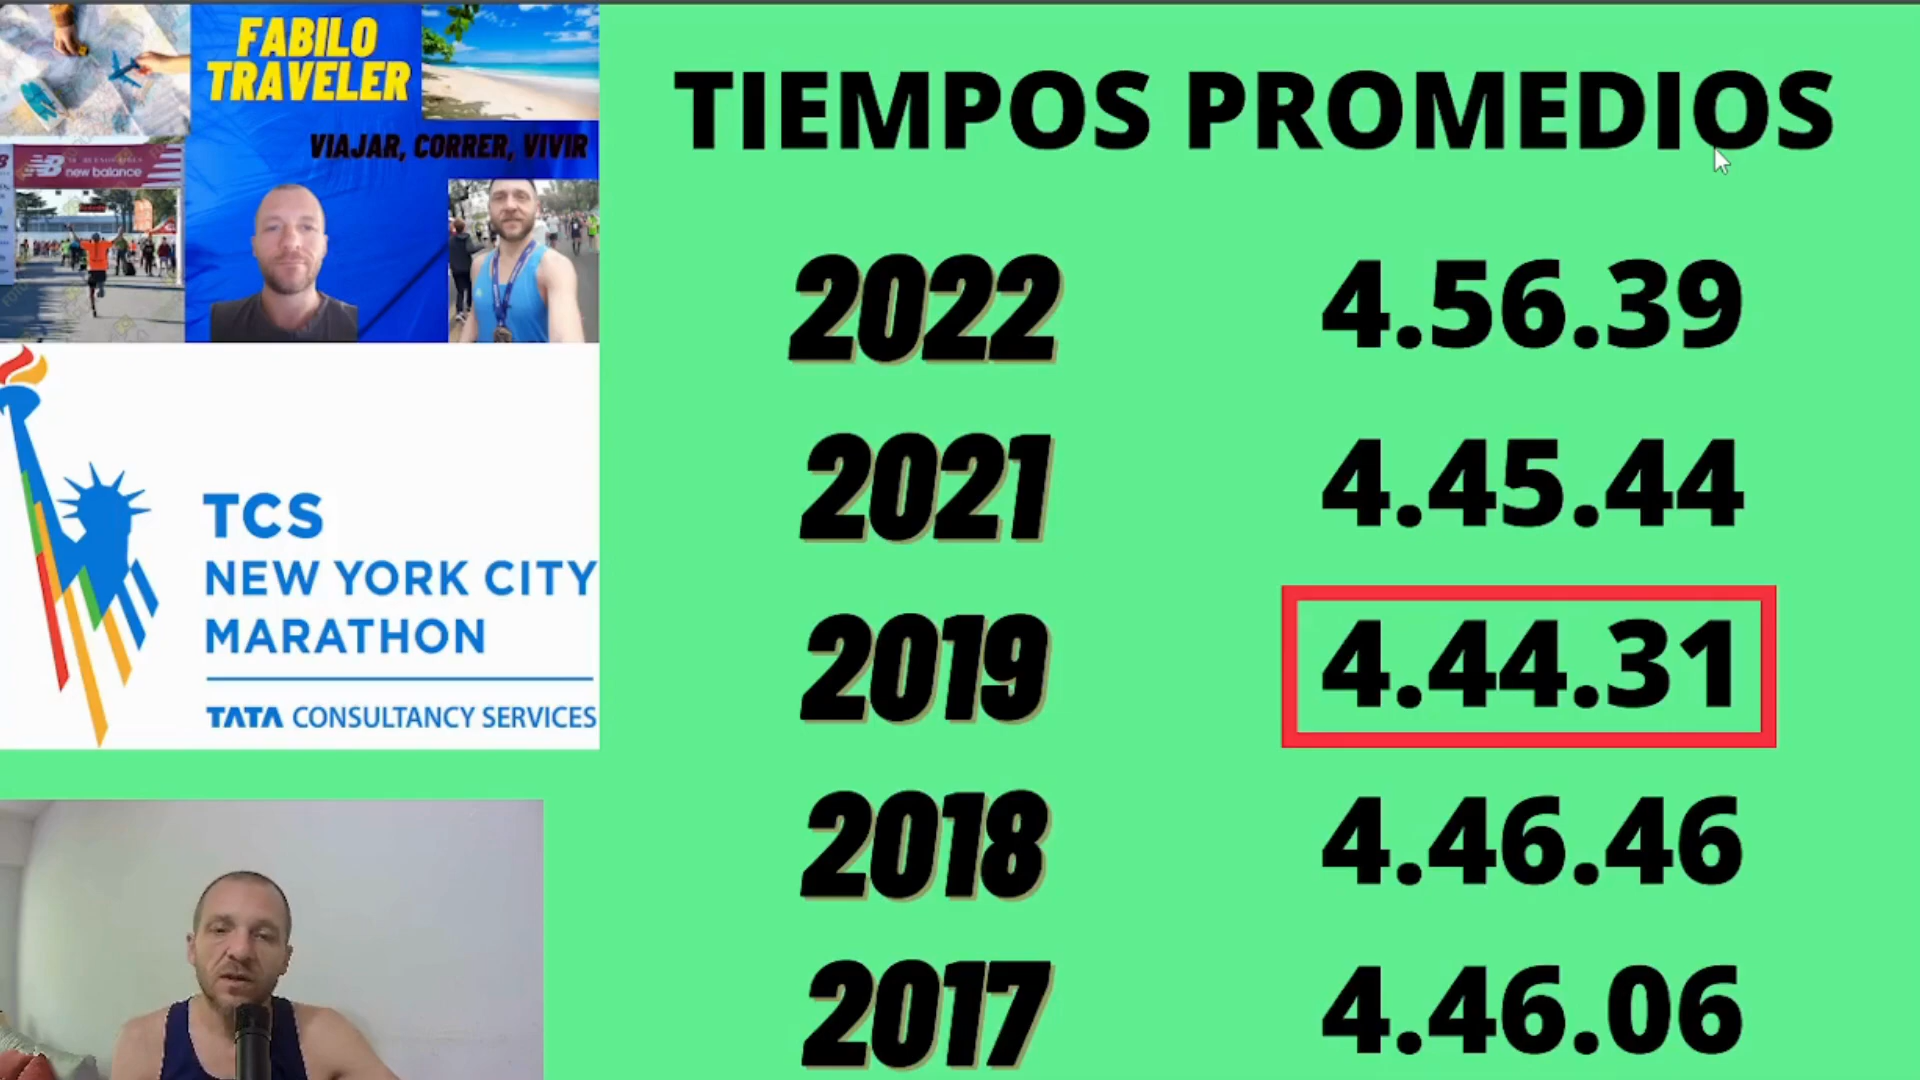 FABILO
TRAVELER
VIAJAR, CORRER, VIVIR
new balance
TCS
NEW YORK CITY
MARATHON
TATA CONSULTANCY SERVICES
TIEMPOS PROMEDIOS
2022 4.56.39
2021 4.45.44
2019 4.44.31
2018 4.46.46
2017 4.46.06